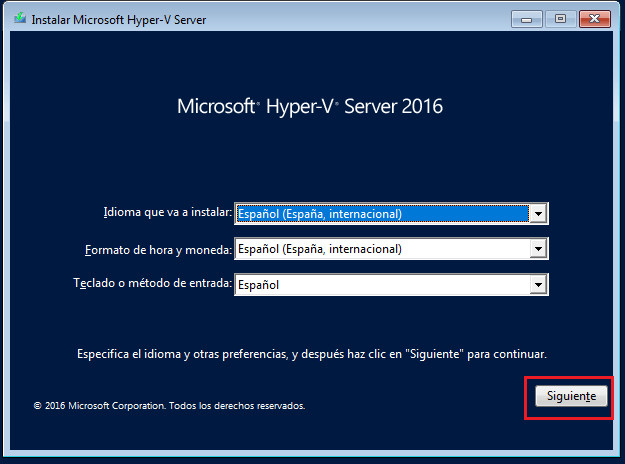 Instalar Microsoft Hyper-V Server
Microsoft® Hyper-V® Server 2016
Idioma que va a instalar: Español (España, internacional)
Formato de hora y moneda: Español (España, internacional)
Teclado o método de entrada: Español
Especifica el idioma y otras preferencias, y después haz clic en "Siguiente" para continuar.
Siguiente
© 2016 Microsoft Corporation. Todos los derechos reservados.